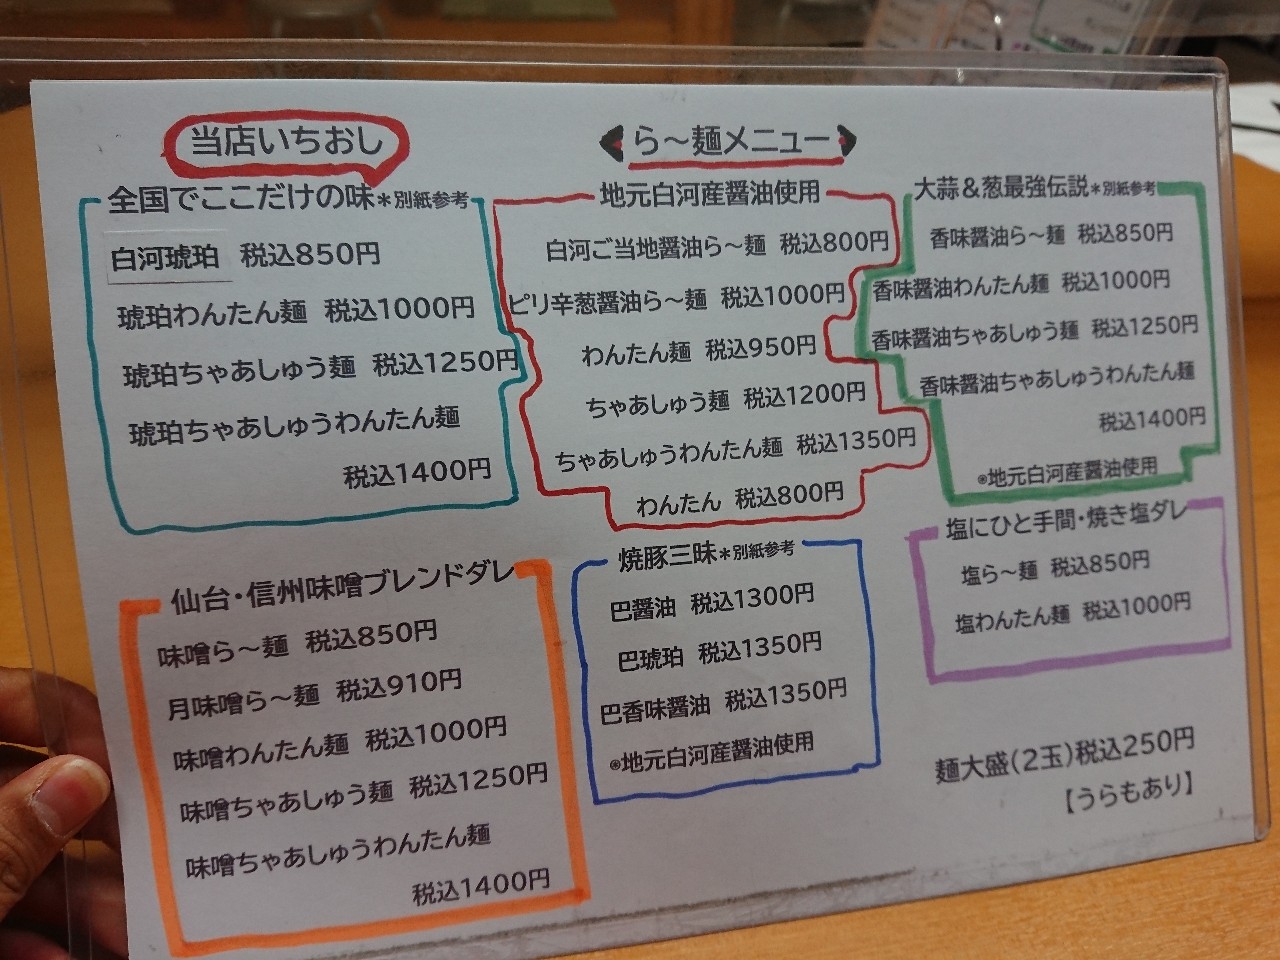 当店いちおし
全国でここだけの味＊別紙参考
白河琥珀 税込850円
琥珀わんたん麺 税込1000円
琥珀ちゃあしゅう麺 税込1250円
琥珀ちゃあしゅうわんたん麺
税込1400円
ら～麺メニュー
地元白河産醤油使用
白河ご当地醤油ら～麺 税込800円
ピリ辛葱醤油ら～麺 税込1000円
わんたん麺 税込950円
ちゃあしゅう麺 税込1200円
ちゃあしゅうわんたん麺 税込1350円
わんたん 税込800円
大蒜＆葱最強伝説＊別紙参考
香味醤油ら～麺 税込850円
香味醤油わんたん麺 税込1000円
香味醤油ちゃあしゅう麺 税込1250円
香味醤油ちゃあしゅうわんたん麺
税込1400円
◎地元白河産醤油使用
仙台・信州味噌ブレンドダレ
味噌ら～麺 税込850円
月味噌ら～麺 税込910円
味噌わんたん麺 税込1000円
味噌ちゃあしゅう麺 税込1250円
味噌ちゃあしゅうわんたん麺
税込1400円
焼豚三昧＊別紙参考
巴醤油 税込1300円
巴琥珀 税込1350円
巴香味醤油 税込1350円
◎地元白河産醤油使用
塩にひと手間・焼き塩ダレ
塩ら～麺 税込850円
塩わんたん麺 税込1000円
麺大盛(2玉)税込250円
【うらもあり】